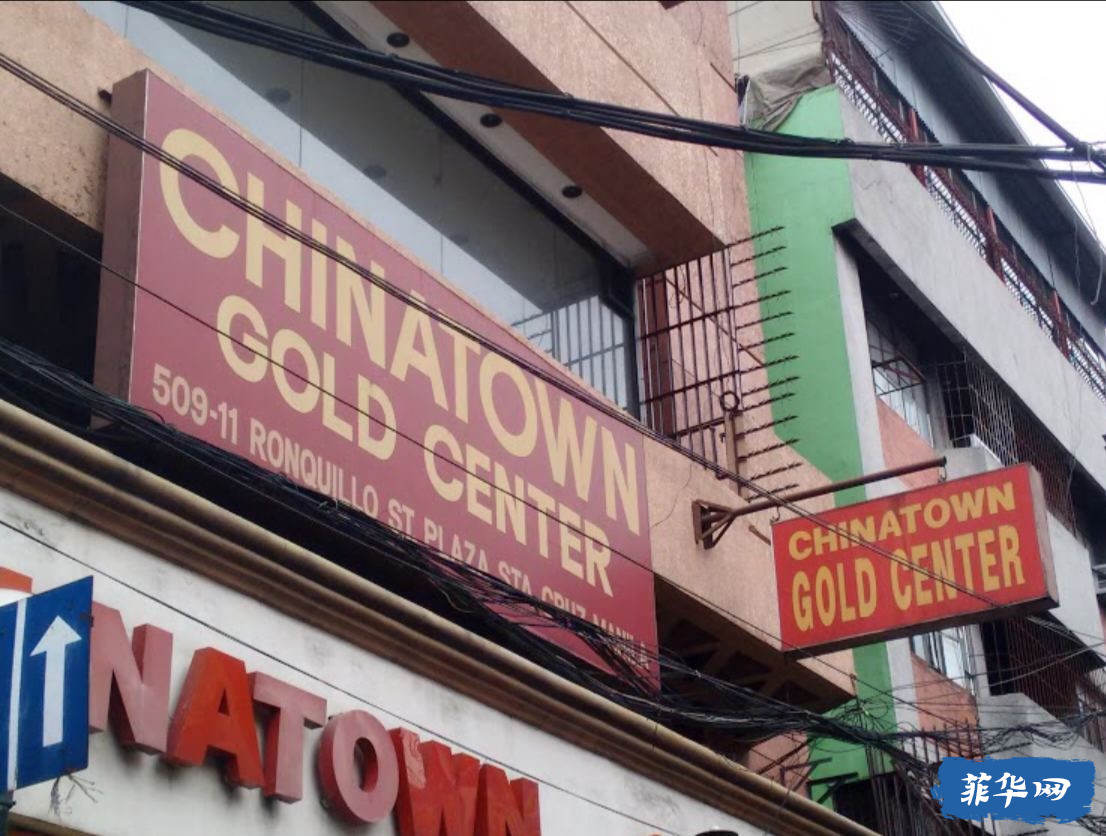 CHINATOWN
GOLD CENTER
509-11 RONQUILLO ST. PLAZA STA. CRUZ MANILA
CHINATOWN
GOLD CENTER
NATOWN
菲华网